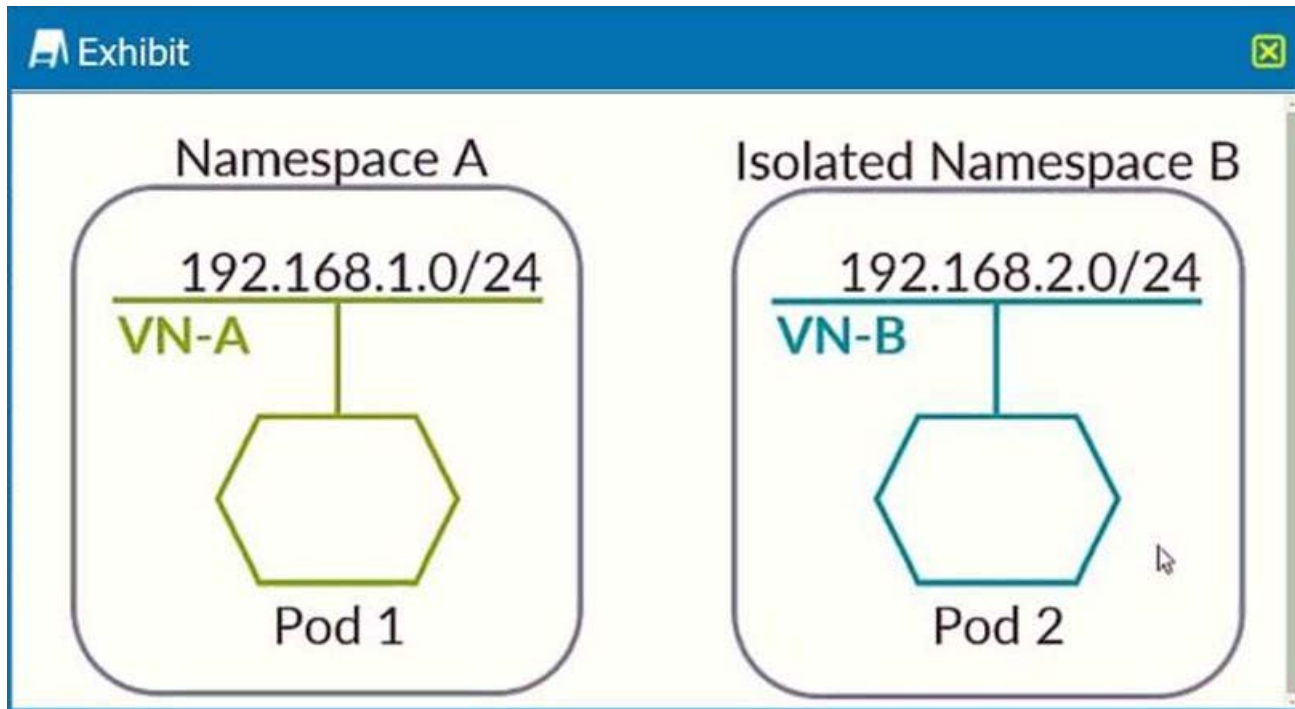 Exhibit
Namespace A
Isolated Namespace B
192.168.1.0/24
192.168.2.0/24
VN-A
VN-B
Pod 1
Pod 2